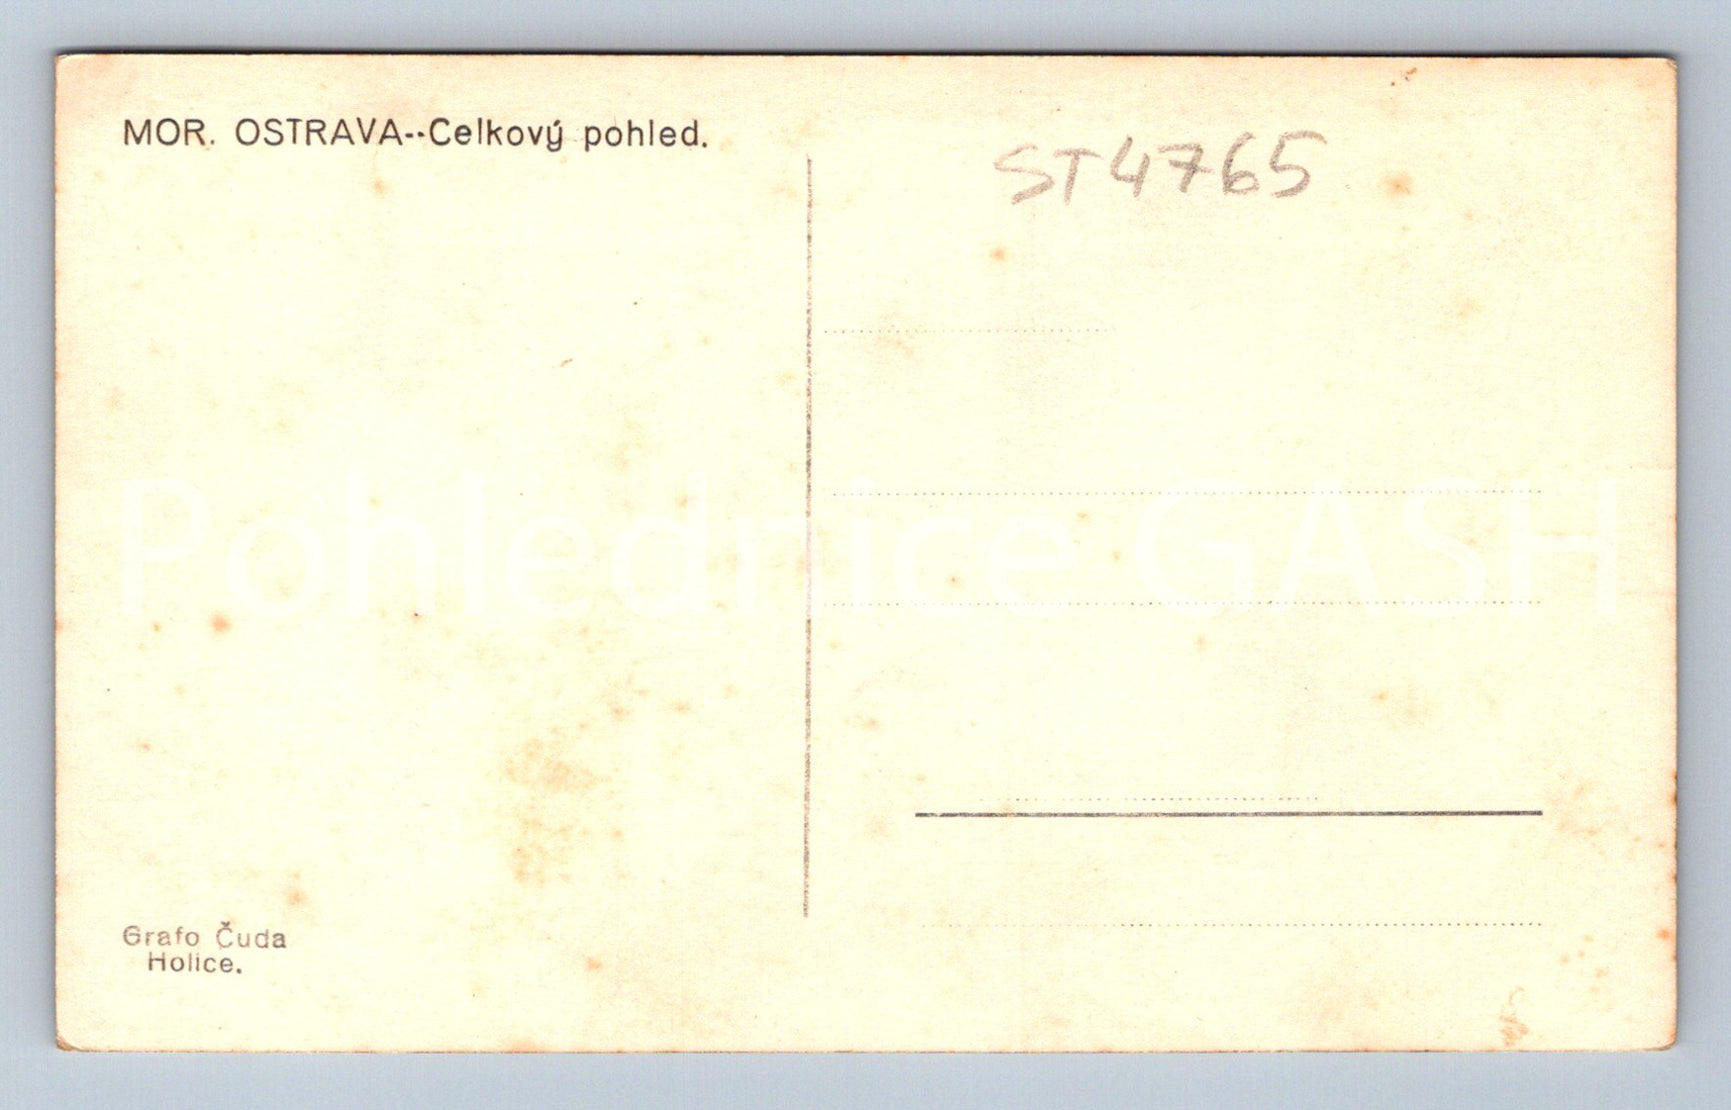 MOR. OSTRAVA--Celkový pohled.
ST4765
Pohlednice GASH
Grafo Čuda
Holice.